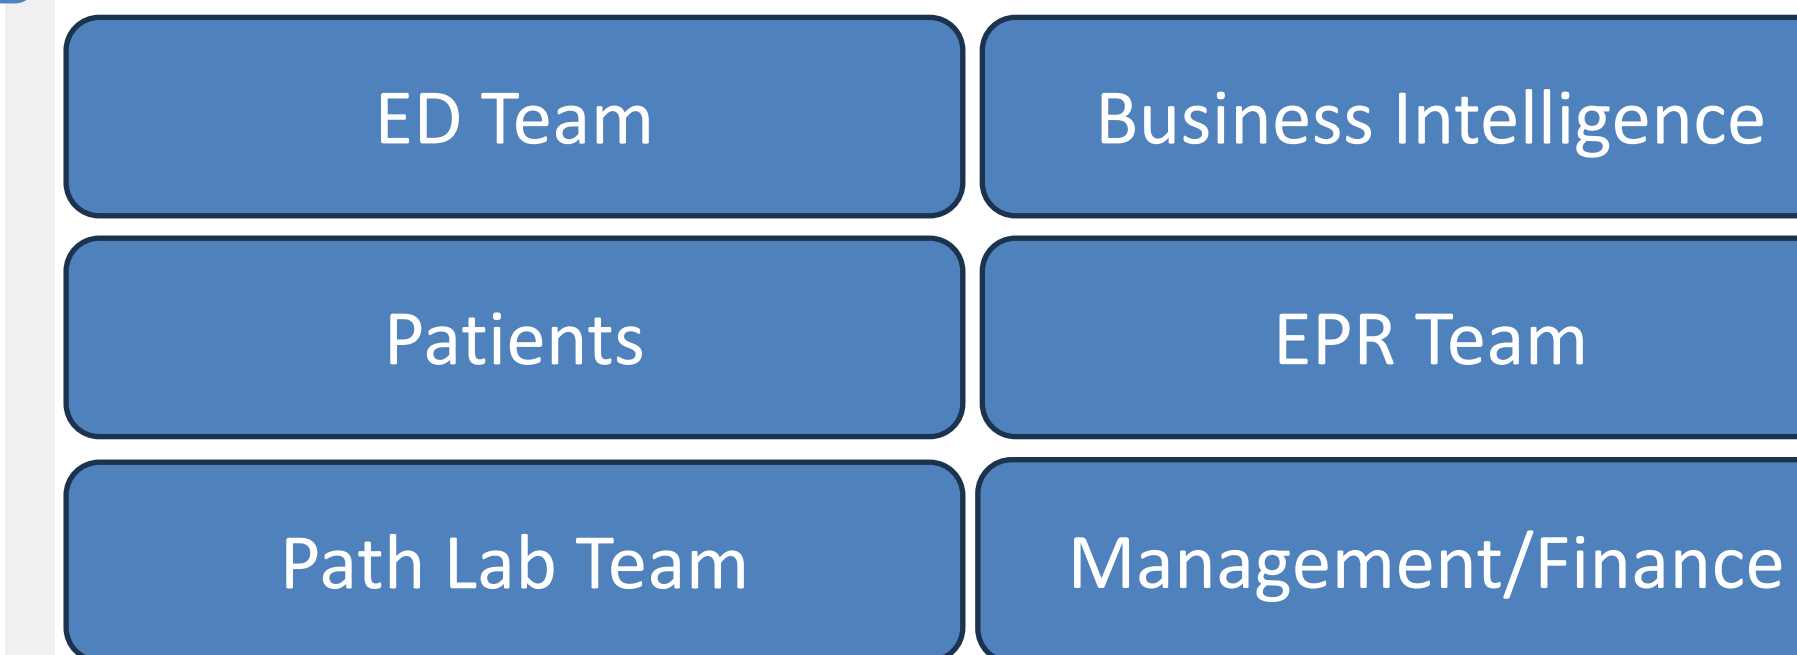 ED Team
Business Intelligence
Patients
EPR Team
Path Lab Team
Management/Finance